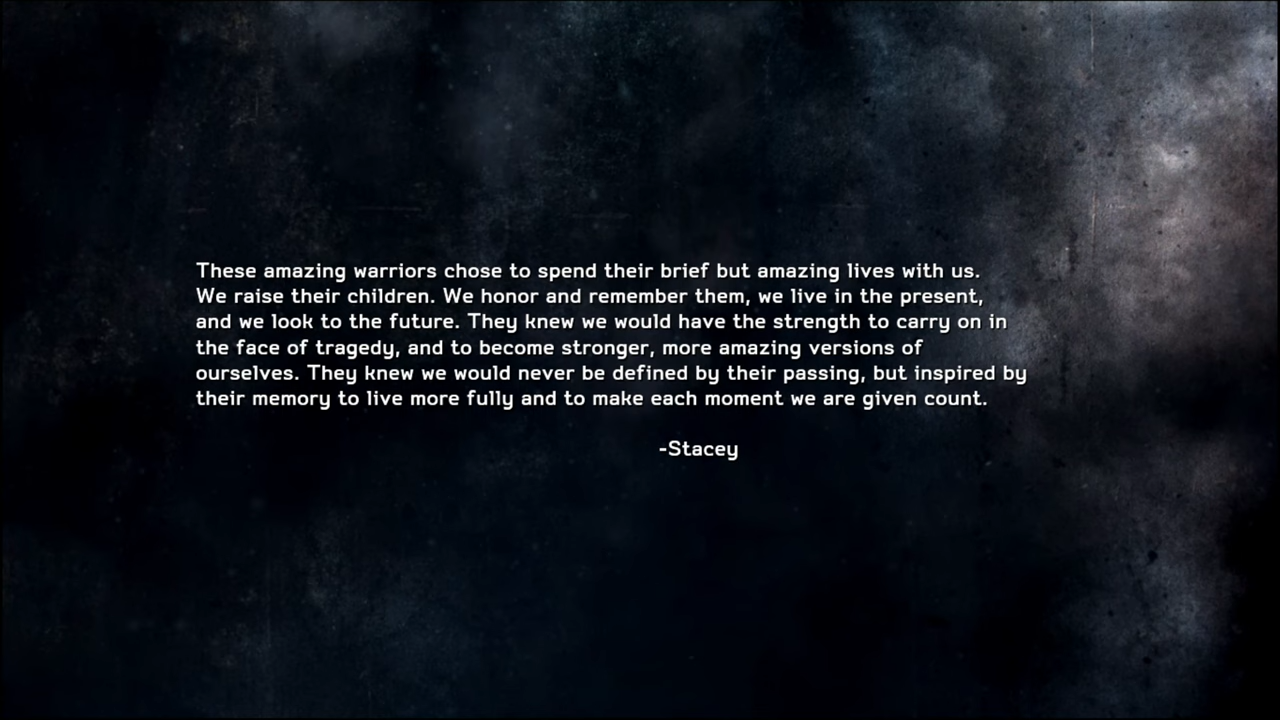 These amazing warriors chose to spend their brief but amazing lives with us.
We raise their children. We honor and remember them, we live in the present,
and we look to the future. They knew we would have the strength to carry on in
the face of tragedy, and to become stronger, more amazing versions of
ourselves. They knew we would never be defined by their passing, but inspired by
their memory to live more fully and to make each moment we are given count.
-Stacey